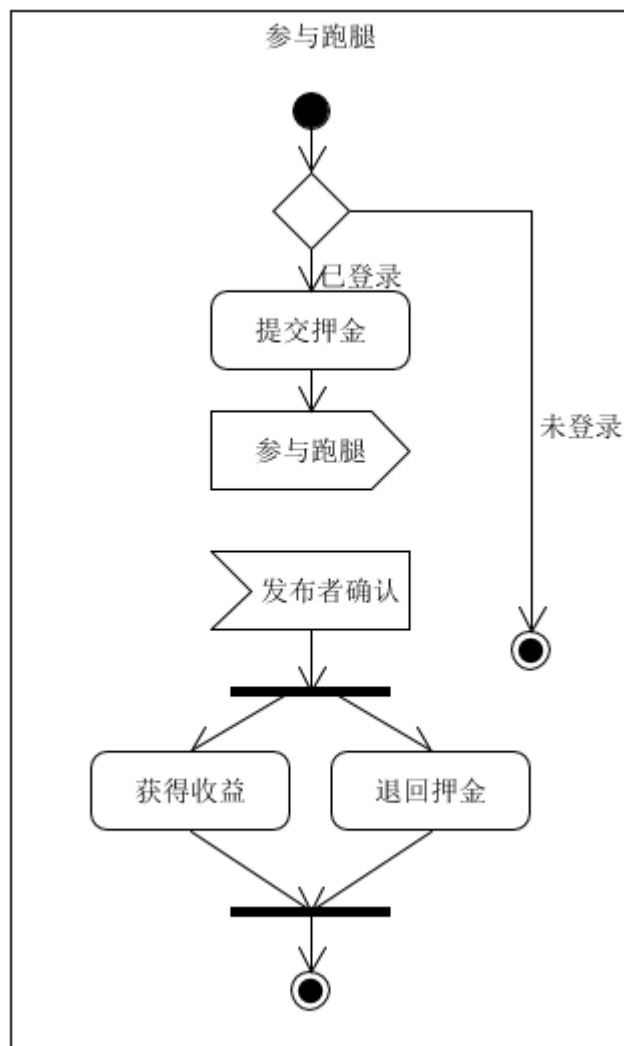 参与跑腿
已登录
提交押金
参与跑腿
未登录
发布者确认
获得收益
退回押金